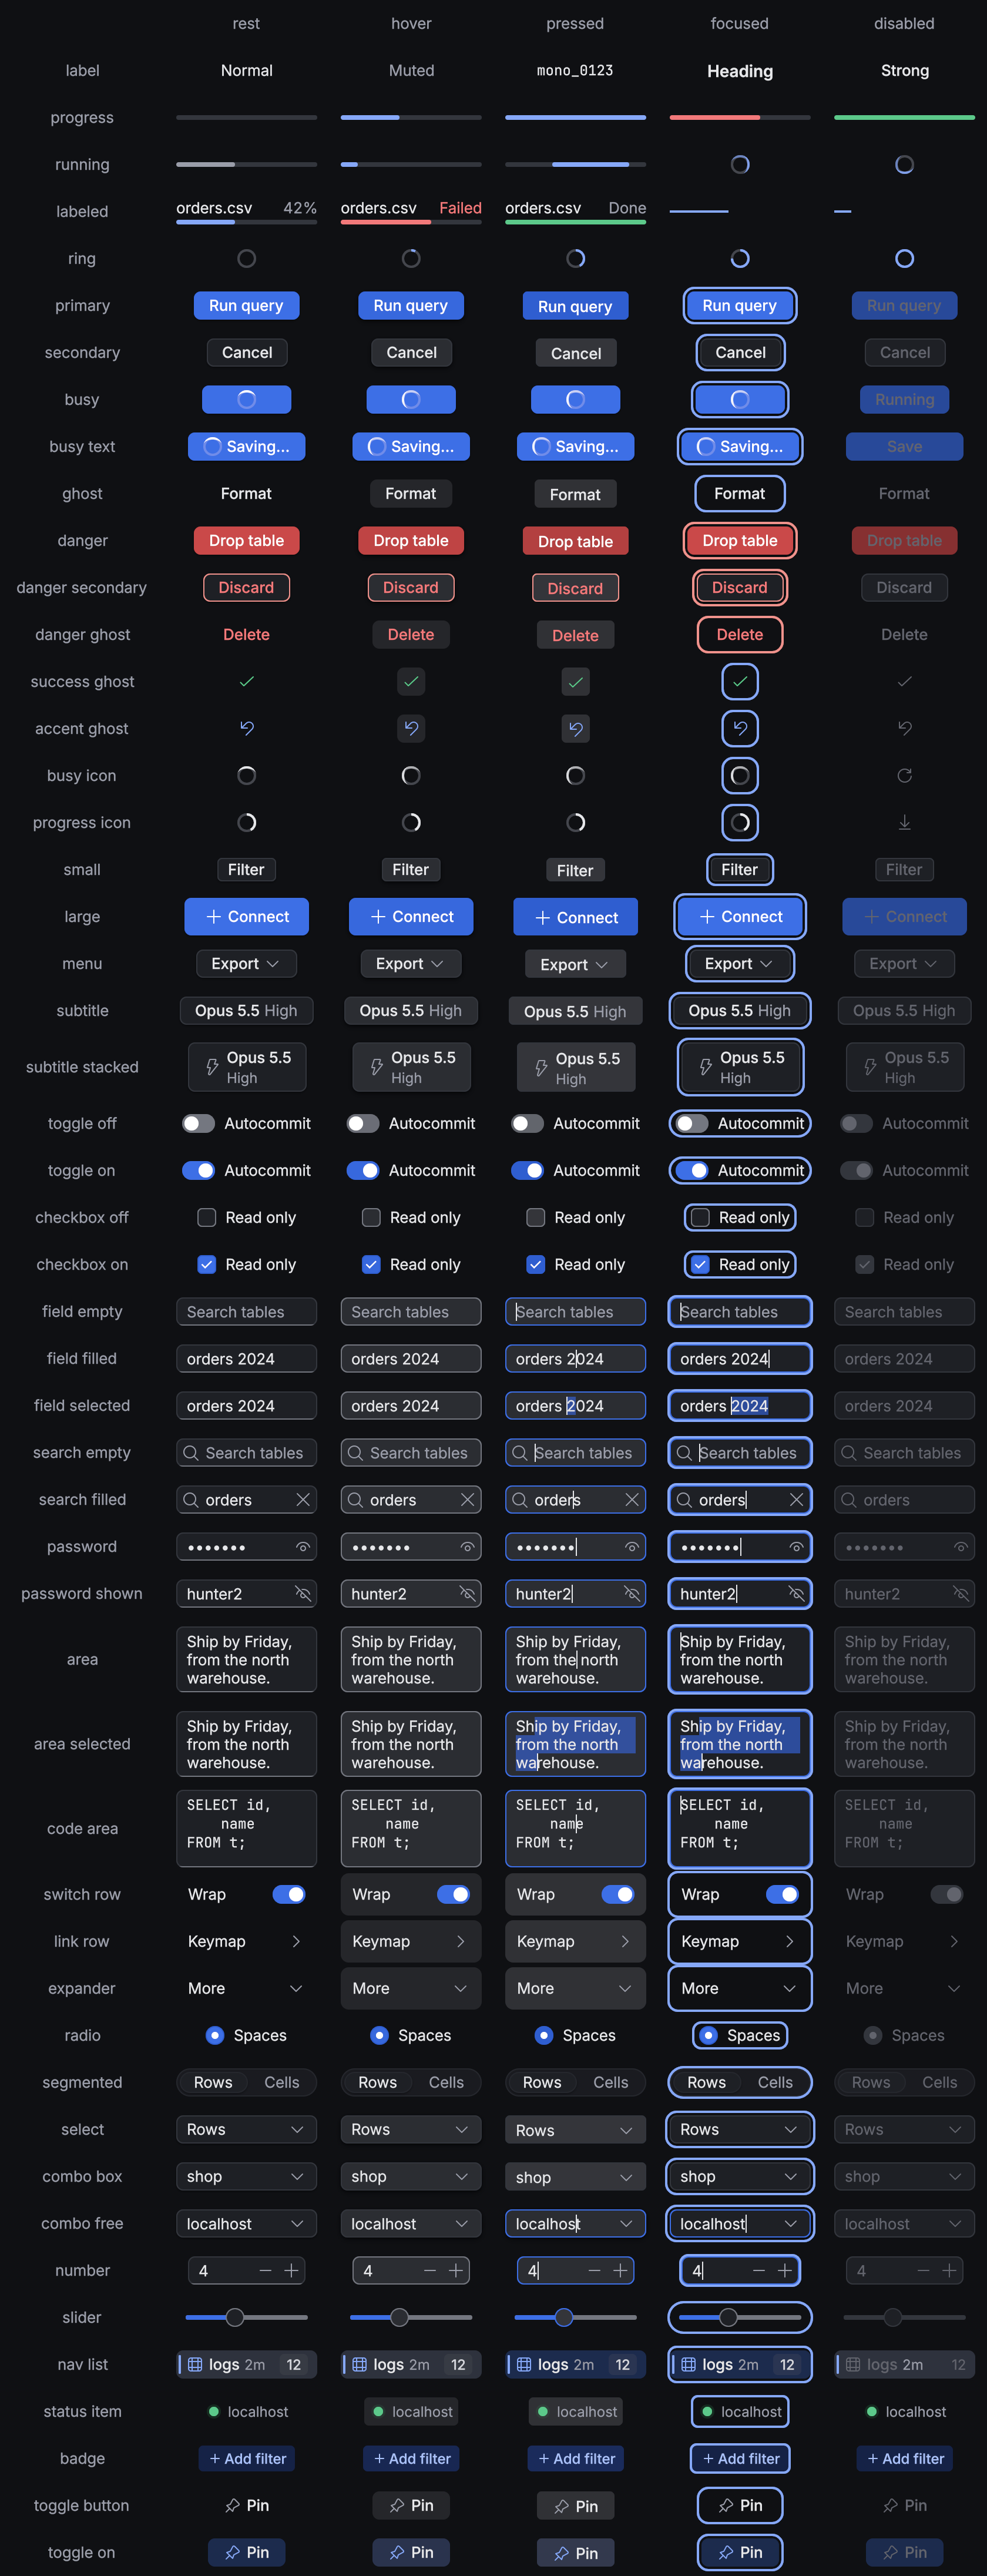 rest hover pressed focused disabled
label Normal Muted mono_0123 Heading Strong
progress
running
labeled orders.csv 42% orders.csv Failed orders.csv Done
ring
primary Run query Run query Run query Run query Run query
secondary Cancel Cancel Cancel Cancel Cancel
busy Running
busy text Saving... Saving... Saving... Saving... Save
ghost Format Format Format Format Format
danger Drop table Drop table Drop table Drop table Drop table
danger secondary Discard Discard Discard Discard Discard
danger ghost Delete Delete Delete Delete Delete
success ghost
accent ghost
busy icon
progress icon
small Filter Filter Filter Filter Filter
large Connect Connect Connect Connect Connect
menu Export Export Export Export Export
subtitle Opus 5.5 High Opus 5.5 High Opus 5.5 High Opus 5.5 High Opus 5.5 High
subtitle stacked Opus 5.5 Opus 5.5 Opus 5.5 Opus 5.5 Opus 5.5
High High High High High
toggle off Autocommit Autocommit Autocommit Autocommit Autocommit
toggle on Autocommit Autocommit Autocommit Autocommit Autocommit
checkbox off Read only Read only Read only Read only Read only
checkbox on Read only Read only Read only Read only Read only
field empty Search tables Search tables Search tables Search tables Search tables
field filled orders 2024 orders 2024 orders 2024 orders 2024 orders 2024
field selected orders 2024 orders 2024 orders 2024 orders 2024 orders 2024
search empty Search tables Search tables Search tables Search tables Search tables
search filled orders orders orders orders orders
password ••••••• ••••••• ••••••• ••••••• •••••••
password shown hunter2 hunter2 hunter2 hunter2 hunter2
area
Ship by Friday, Ship by Friday, Ship by Friday, Ship by Friday, Ship by Friday,
from the north from the north from the north from the north from the north
warehouse. warehouse. warehouse. warehouse. warehouse.
area selected
Ship by Friday, Ship by Friday, Ship by Friday, Ship by Friday, Ship by Friday,
from the north from the north from the north from the north from the north
warehouse. warehouse. warehouse. warehouse. warehouse.
code area
SELECT id, SELECT id, SELECT id, SELECT id, SELECT id,
name name name name name
FROM t; FROM t; FROM t; FROM t; FROM t;
switch row Wrap Wrap Wrap Wrap Wrap
link row Keymap Keymap Keymap Keymap Keymap
expander More More More More More
radio Spaces Spaces Spaces Spaces Spaces
segmented Rows Cells Rows Cells Rows Cells Rows Cells Rows Cells
select Rows Rows Rows Rows Rows
combo box shop shop shop shop shop
combo free localhost localhost localhost localhost localhost
number 4 4 4 4 4
slider
nav list logs 2m 12 logs 2m 12 logs 2m 12 logs 2m 12 logs 2m 12
status item localhost localhost localhost localhost localhost
badge + Add filter + Add filter + Add filter + Add filter + Add filter
toggle button Pin Pin Pin Pin Pin
toggle on Pin Pin Pin Pin Pin